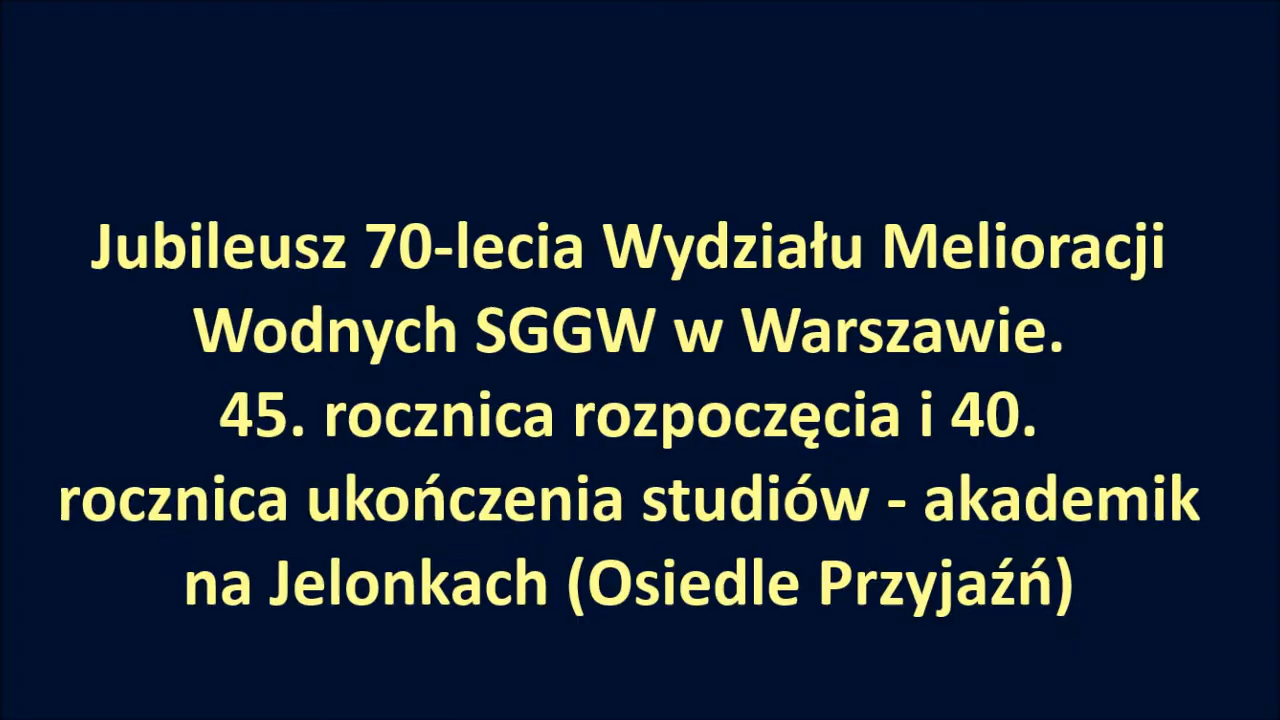 Jubileusz 70-lecia Wydziału Melioracji
Wodnych SGGW w Warszawie.
45. rocznica rozpoczęcia i 40.
rocznica ukończenia studiów - akademik
na Jelonkach (Osiedle Przyjaźń)